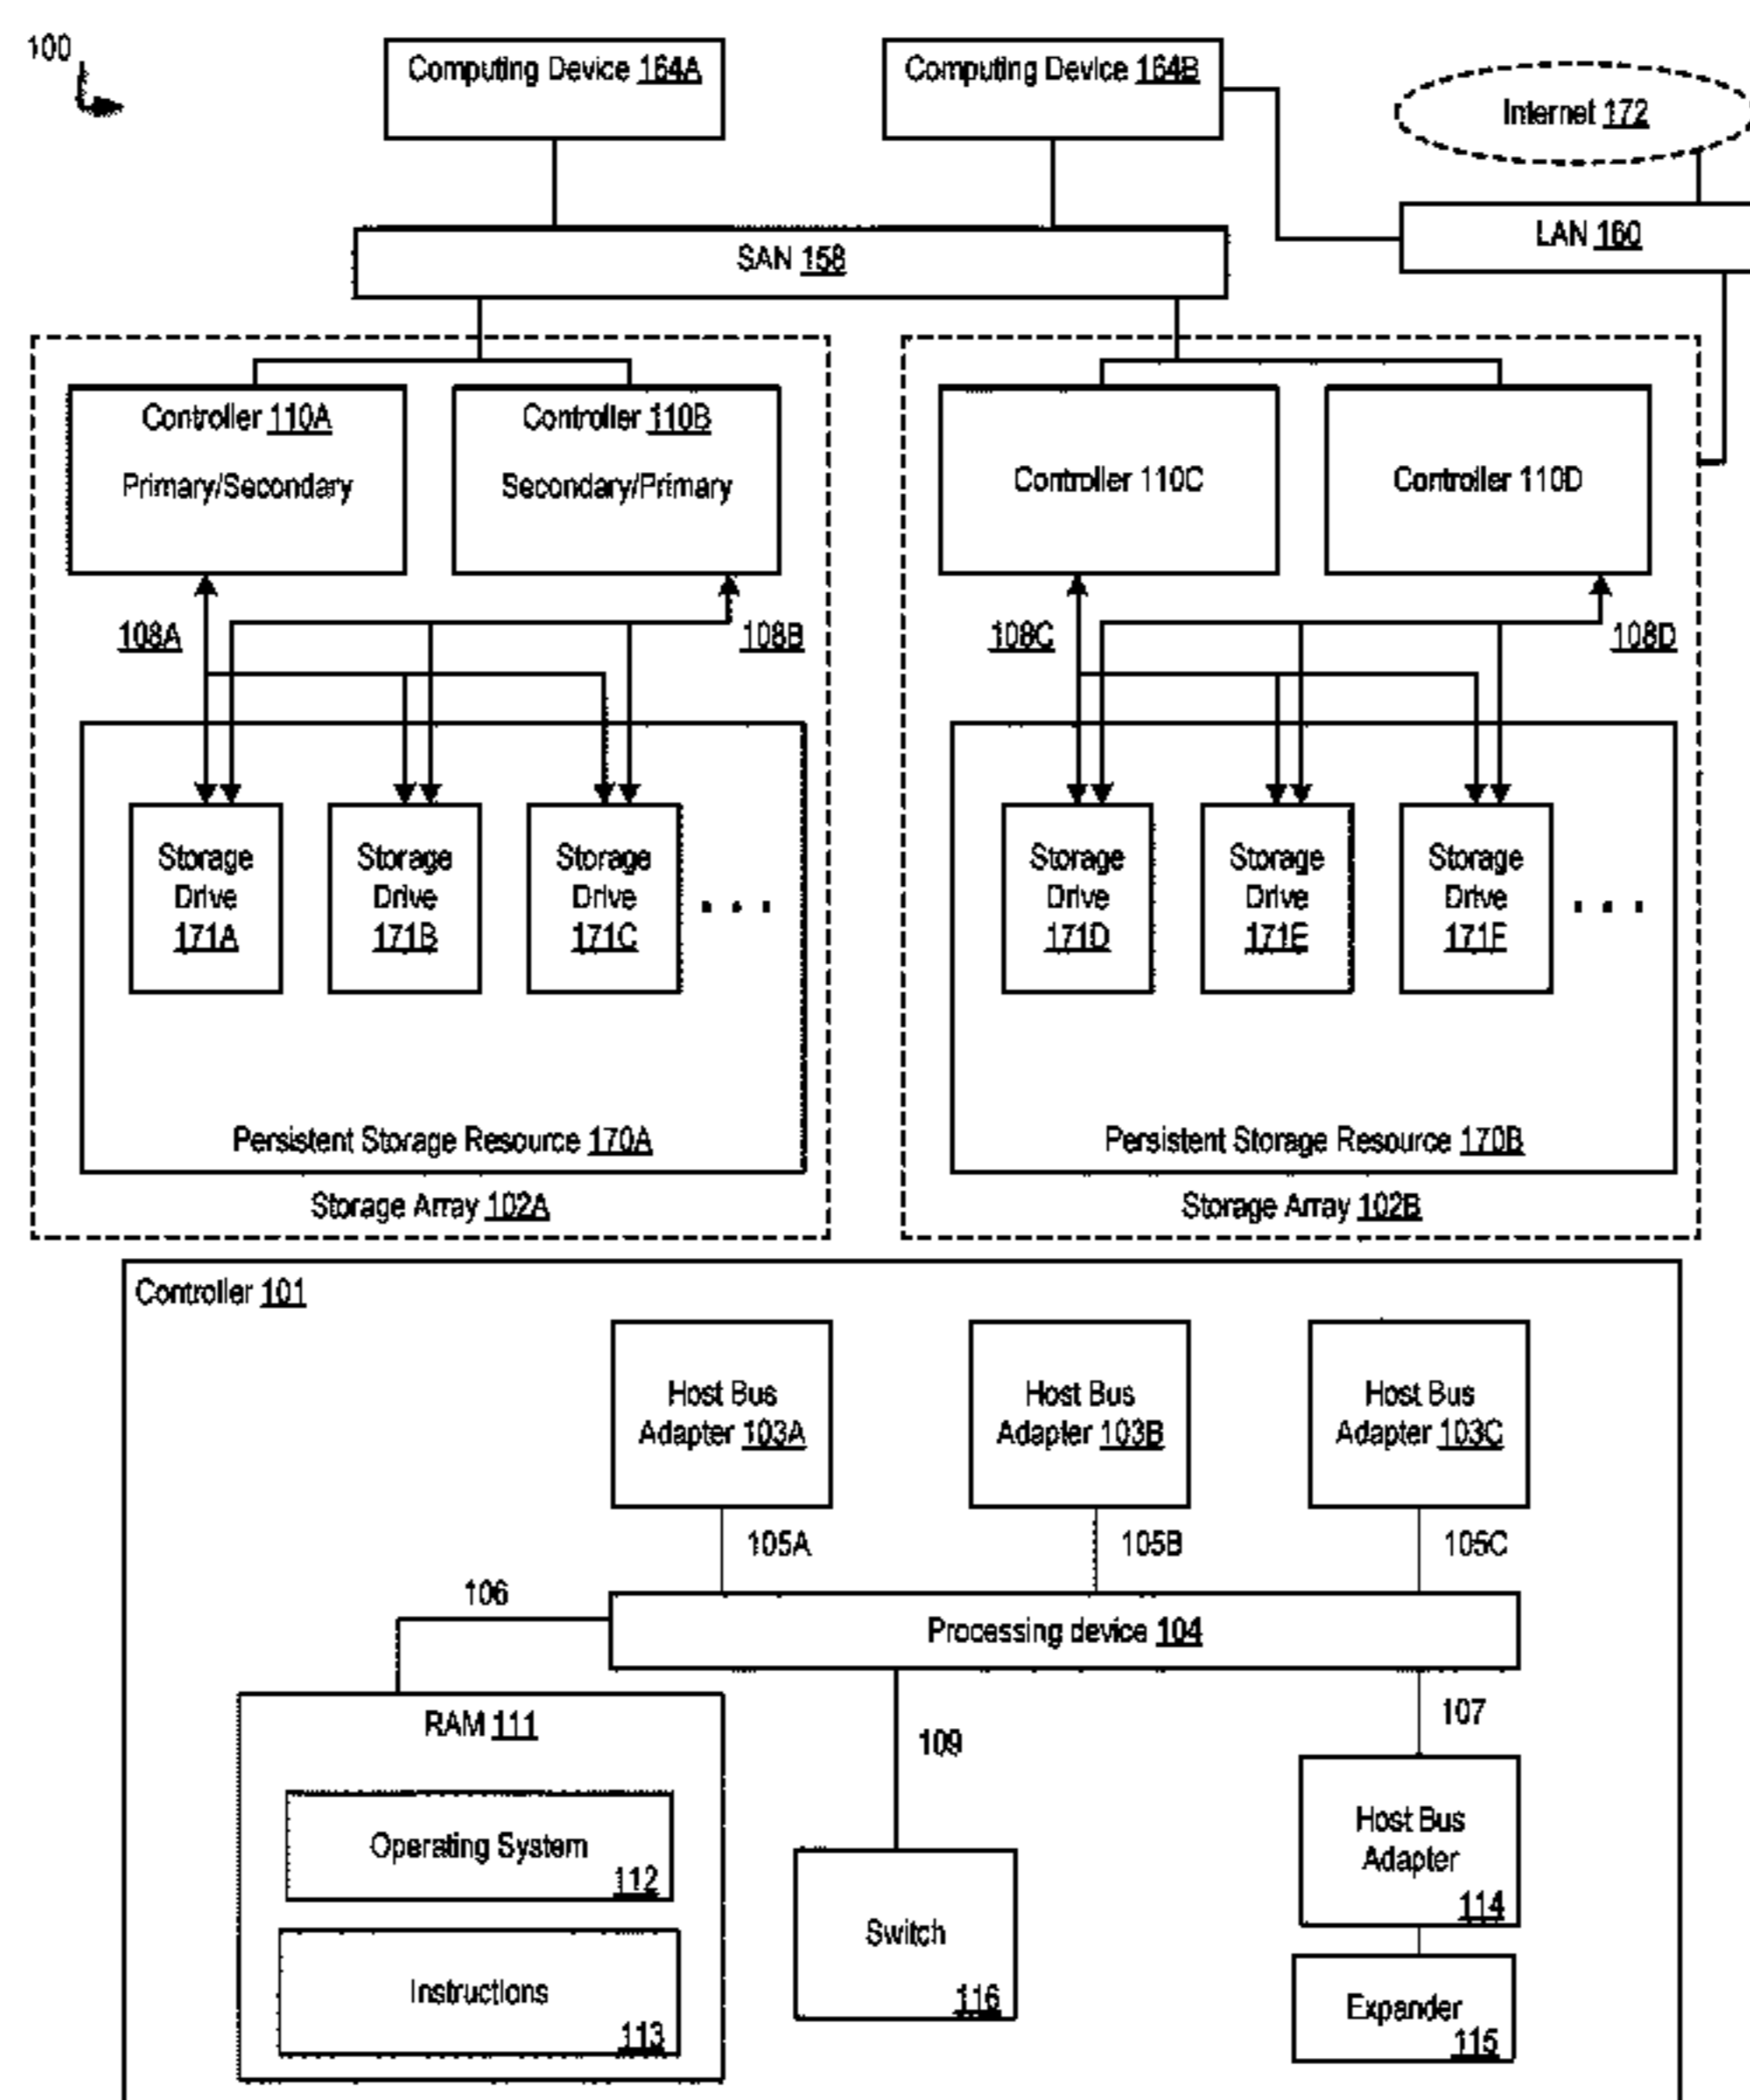 100
Computing Device 164A
Computing Device 164B
Internet 172
LAN 160
SAN 158
Controller 110A
Primary/Secondary
Controller 110B
Secondary/Primary
Controller 110C
Controller 110D
108A
108B
108C
108D
Storage
Drive
171A
Storage
Drive
171B
Storage
Drive
171C
. . .
Storage
Drive
171D
Storage
Drive
171E
Storage
Drive
171F
. . .
Persistent Storage Resource 170A
Persistent Storage Resource 170B
Storage Array 102A
Storage Array 102B
Controller 101
Host Bus
Adapter 103A
Host Bus
Adapter 103B
Host Bus
Adapter 103C
105A
105B
105C
106
Processing device 104
RAM 111
109
107
Operating System
112
Instructions
113
Switch
116
Host Bus
Adapter
114
Expander
115